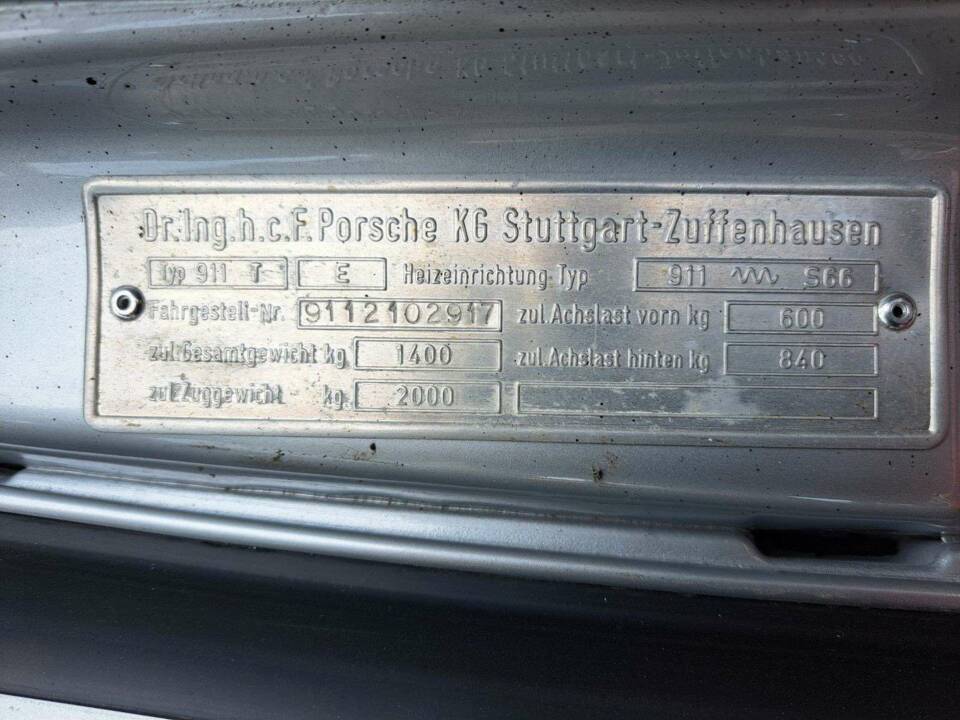 Dr.Ing.h.c.F.Porsche KG Stuttgart-Zuffenhausen
Typ 911 T E Heizeinrichtung-Typ 911 S66
Fahrgestell-Nr. 9112102917 zul.Achslast vorn kg 600
zul.Gesamtgewicht kg 1400 zul.Achslast hinten kg 840
zul.Zuggewicht kg. 2000